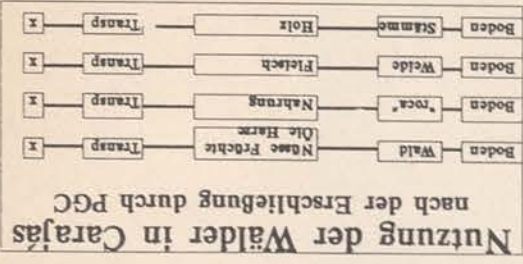 Nutzung der Wälder in Carajás
nach der Erschließung durch PGC
Boden Wald Nüsse Früchte Transp x
Öle Harze
Boden "roca" Nahrung Transp x
Boden Weide Fleisch Transp x
Boden Stämme Holz Transp x